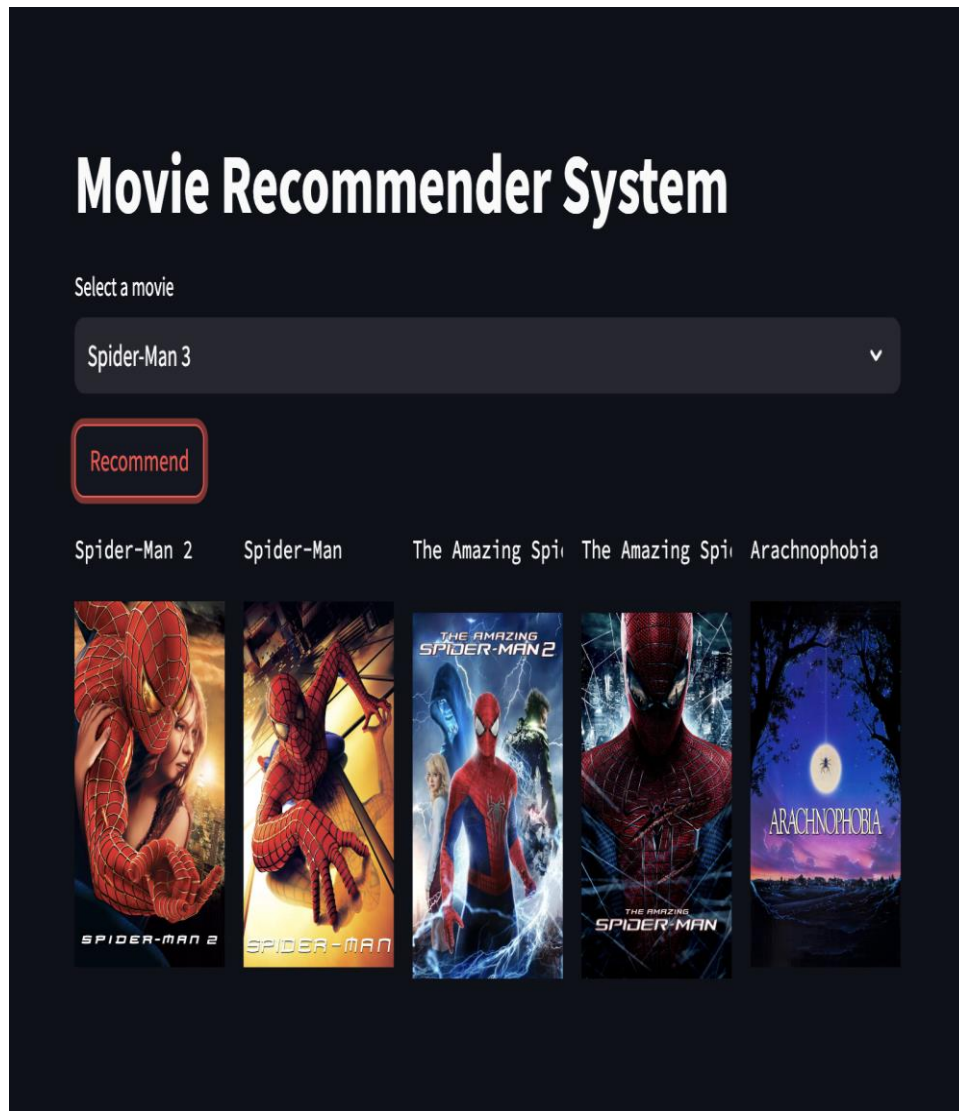 Movie Recommender System
Select a movie
Spider-Man 3
Recommend
Spider-Man 2
Spider-Man
The Amazing Spi
The Amazing Spi
Arachnophobia
SPIDER-MAN 2
SPIDER-MAN
THE AMAZING
SPIDER-MAN 2
THE AMAZING
SPIDER-MAN
ARACHNOPHOBIA